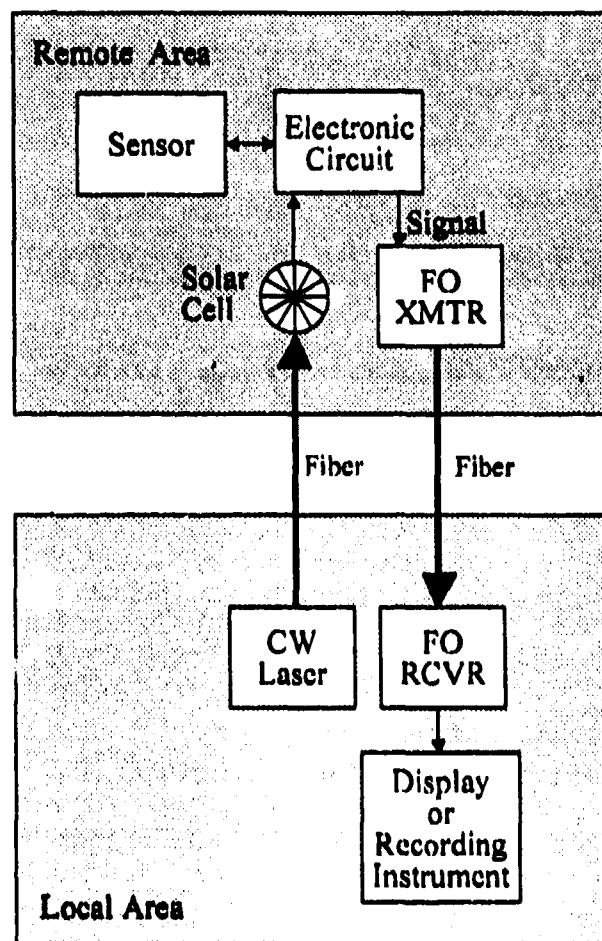 Remote Area
Sensor
Electronic
Circuit
Signal
Solar
Cell
FO
XMTR
Fiber
Fiber
CW
Laser
FO
RCVR
Display
or
Recording
Instrument
Local Area